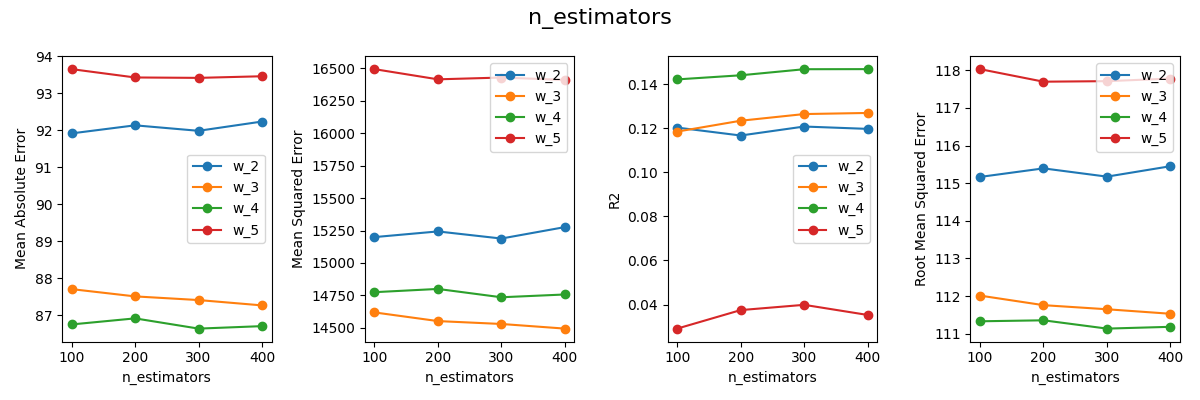 n_estimators
Mean Absolute Error
94
93
92
91
90
89
88
87
100
200
300
400
n_estimators
w_2
w_3
w_4
w_5
Mean Squared Error
16500
16250
16000
15750
15500
15250
15000
14750
14500
100
200
300
400
n_estimators
w_2
w_3
w_4
w_5
R2
0.14
0.12
0.10
0.08
0.06
0.04
100
200
300
400
n_estimators
w_2
w_3
w_4
w_5
Root Mean Squared Error
118
117
116
115
114
113
112
111
100
200
300
400
n_estimators
w_2
w_3
w_4
w_5